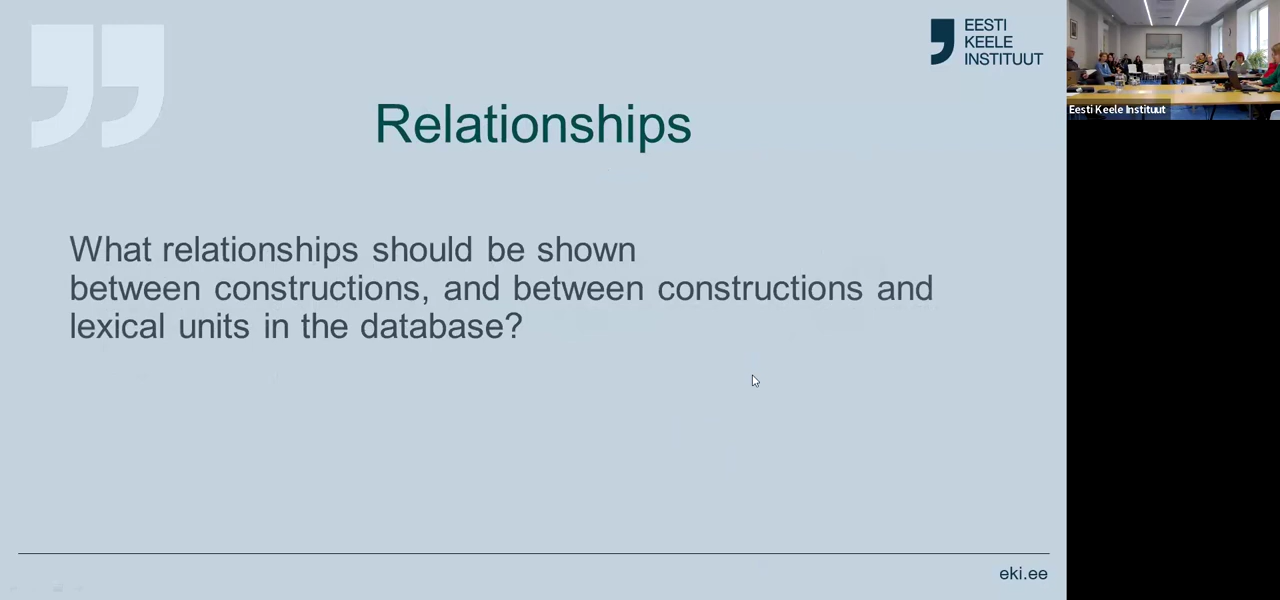 EESTI
KEELE
INSTITUUT
Relationships
What relationships should be shown
between constructions, and between constructions and
lexical units in the database?
eki.ee
Eesti Keele Instituut